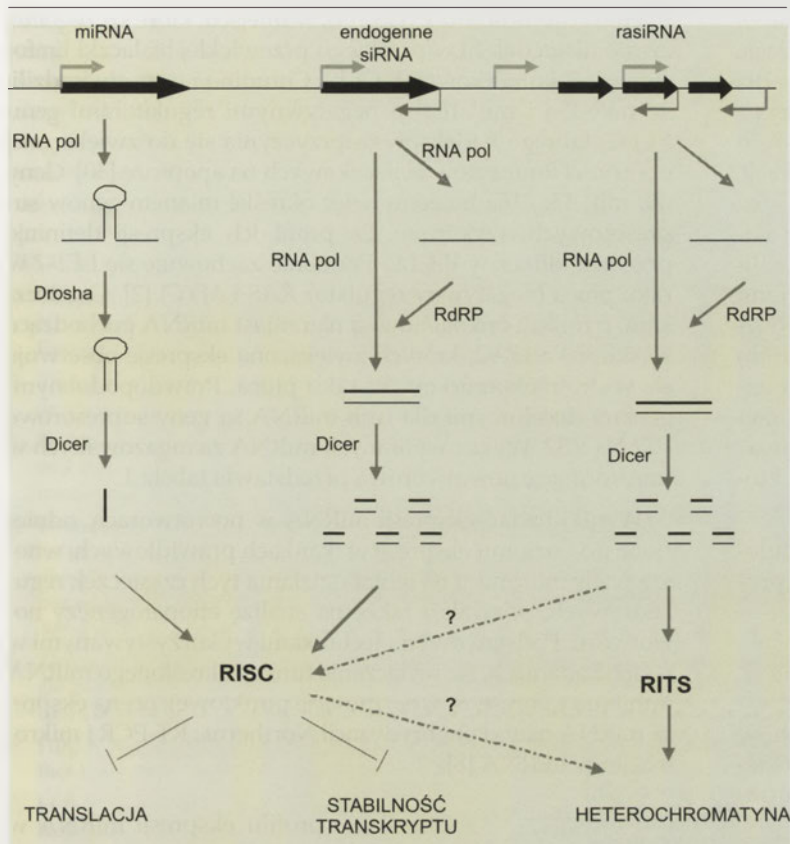 miRNA
endogenne
siRNA
rasiRNA
RNA pol
RNA pol
RNA pol
RNA pol
Drosha
RdRP
RdRP
Dicer
Dicer
Dicer
?
RISC
RITS
?
TRANSLACJA
STABILNOŚĆ
TRANSKRYPTU
HETEROCHROMATYNA